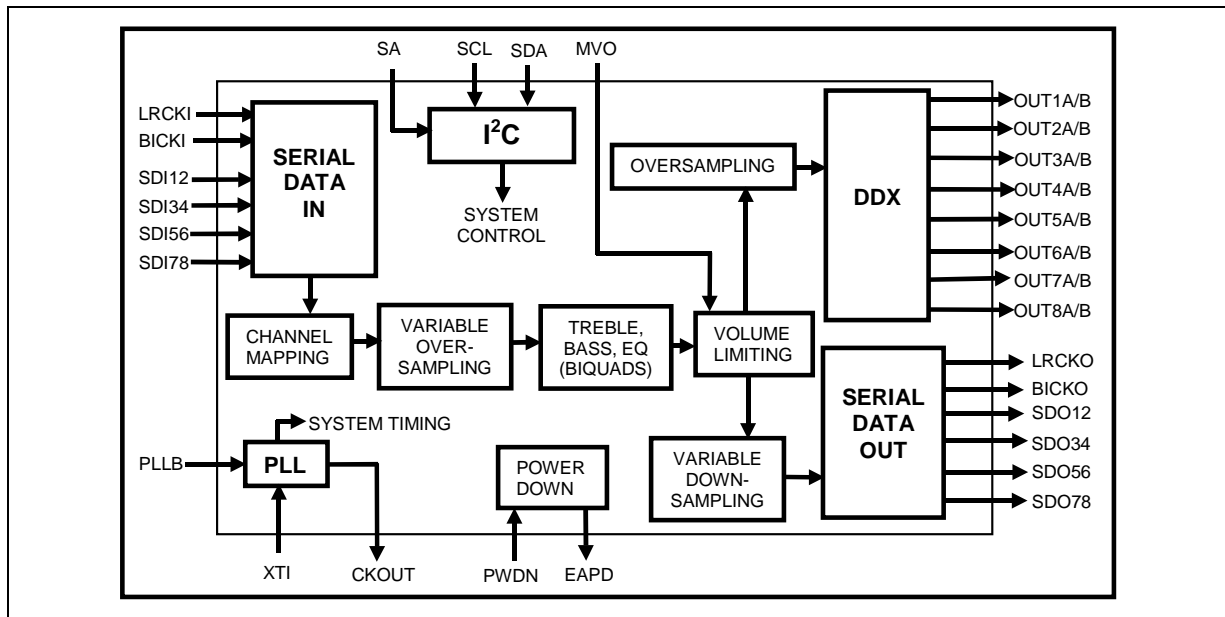 SA
SCL
SDA
MVO
LRCKI
BICKI
SDI12
SDI34
SDI56
SDI78
SERIAL
DATA
IN
I²C
SYSTEM
CONTROL
OVERSAMPLING
DDX
OUT1A/B
OUT2A/B
OUT3A/B
OUT4A/B
OUT5A/B
OUT6A/B
OUT7A/B
OUT8A/B
CHANNEL
MAPPING
VARIABLE
OVER-
SAMPLING
TREBLE,
BASS, EQ
(BIQUADS)
VOLUME
LIMITING
SERIAL
DATA
OUT
LRCKO
BICKO
SDO12
SDO34
SDO56
SDO78
SYSTEM TIMING
PLLB
PLL
POWER
DOWN
VARIABLE
DOWN-
SAMPLING
XTI
CKOUT
PWDN
EAPD